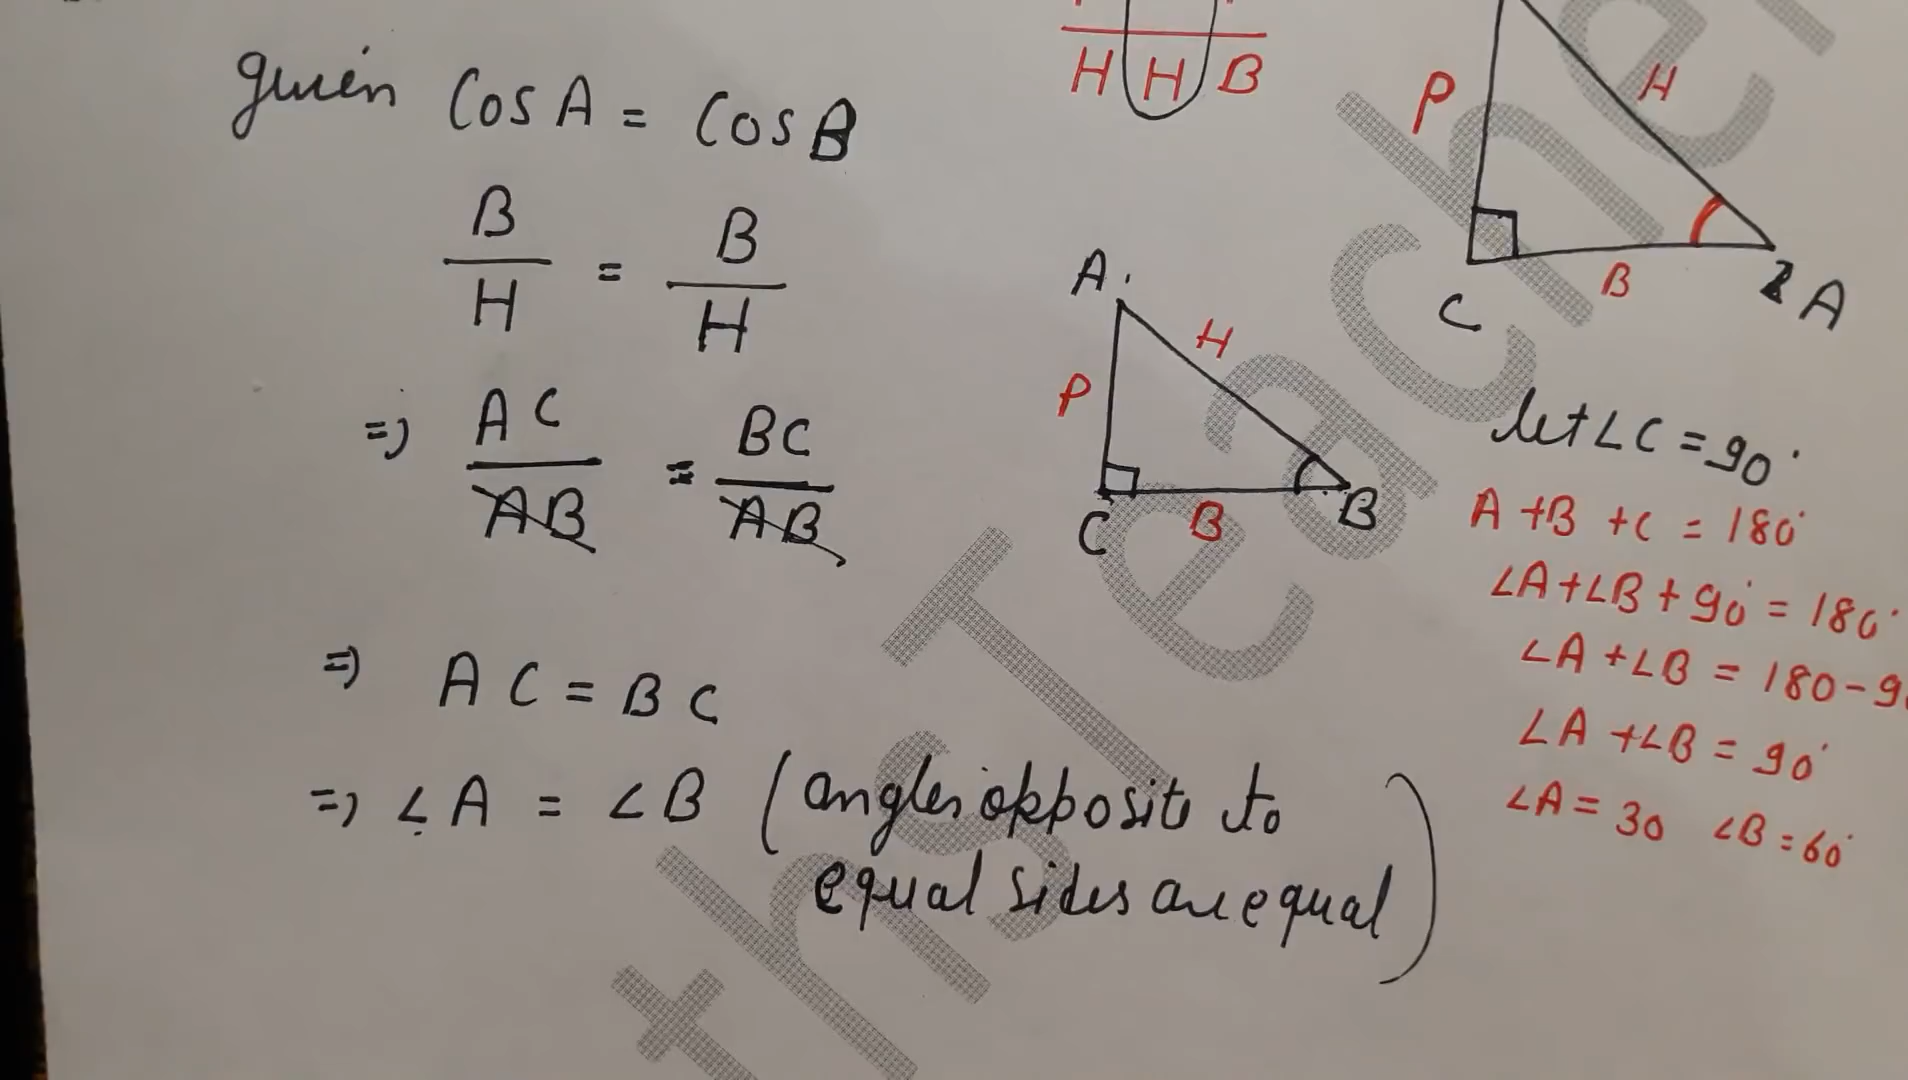 H H B
P H
given Cos A = Cos B
B/H = B/H
C B A
A
H
P
C B B
=> AC/AB = BC/AB
let ∠C = 90°
A + B + C = 180°
∠A + ∠B + 90° = 180°
=> AC = BC
∠A + ∠B = 180 - 9
∠A + ∠B = 90°
=> ∠A = ∠B (angles opposite to
equal sides are equal)
∠A = 30 ∠B = 60°
thsTeacher